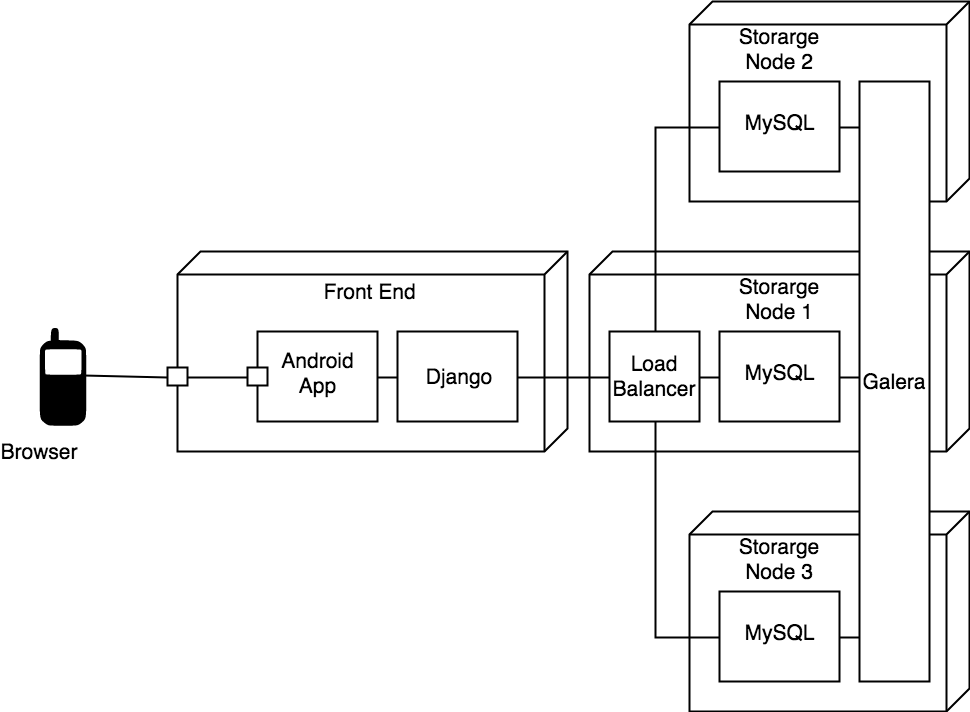 Storarge
Node 2
MySQL
Front End
Storarge
Node 1
Android
App
Django
Load
Balancer
MySQL
Galera
Browser
Storarge
Node 3
MySQL